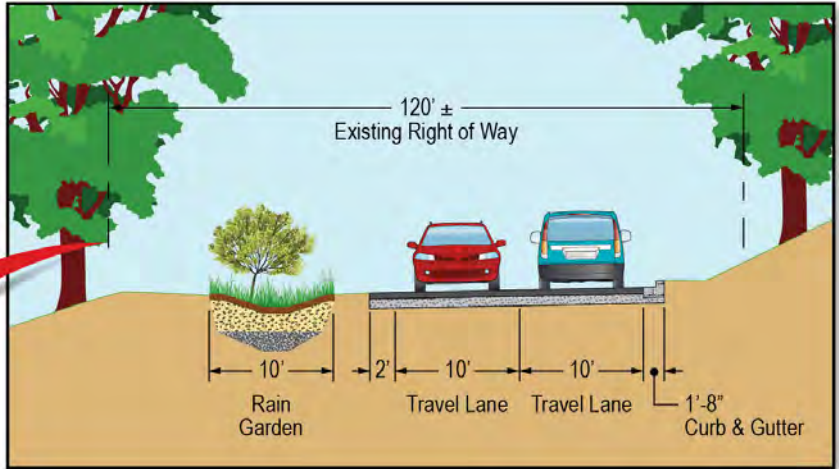 120' ±
Existing Right of Way
10'
2'
10'
10'
Rain
Garden
Travel Lane
Travel Lane
1'-8"
Curb & Gutter